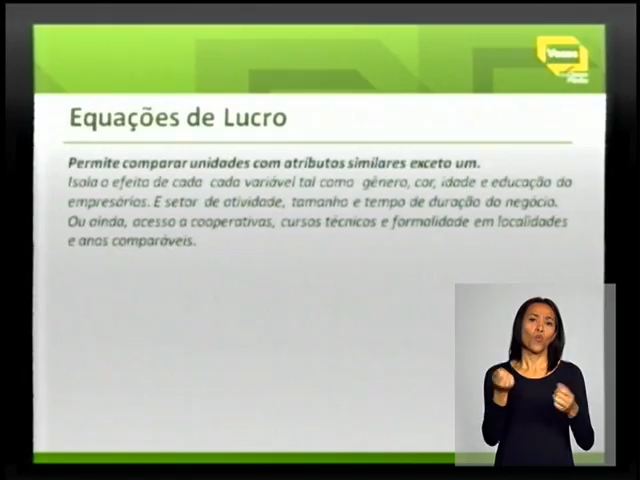 Equações de Lucro
Permite comparar unidades com atributos similares exceto um.
Isola o efeito de cada cada variável tal como gênero, cor, idade e educação do
empresários. E setor de atividade, tamanho e tempo de duração do negócio.
Ou ainda, acesso a cooperativas, cursos técnicos e formalidade em localidades
e anos comparáveis.